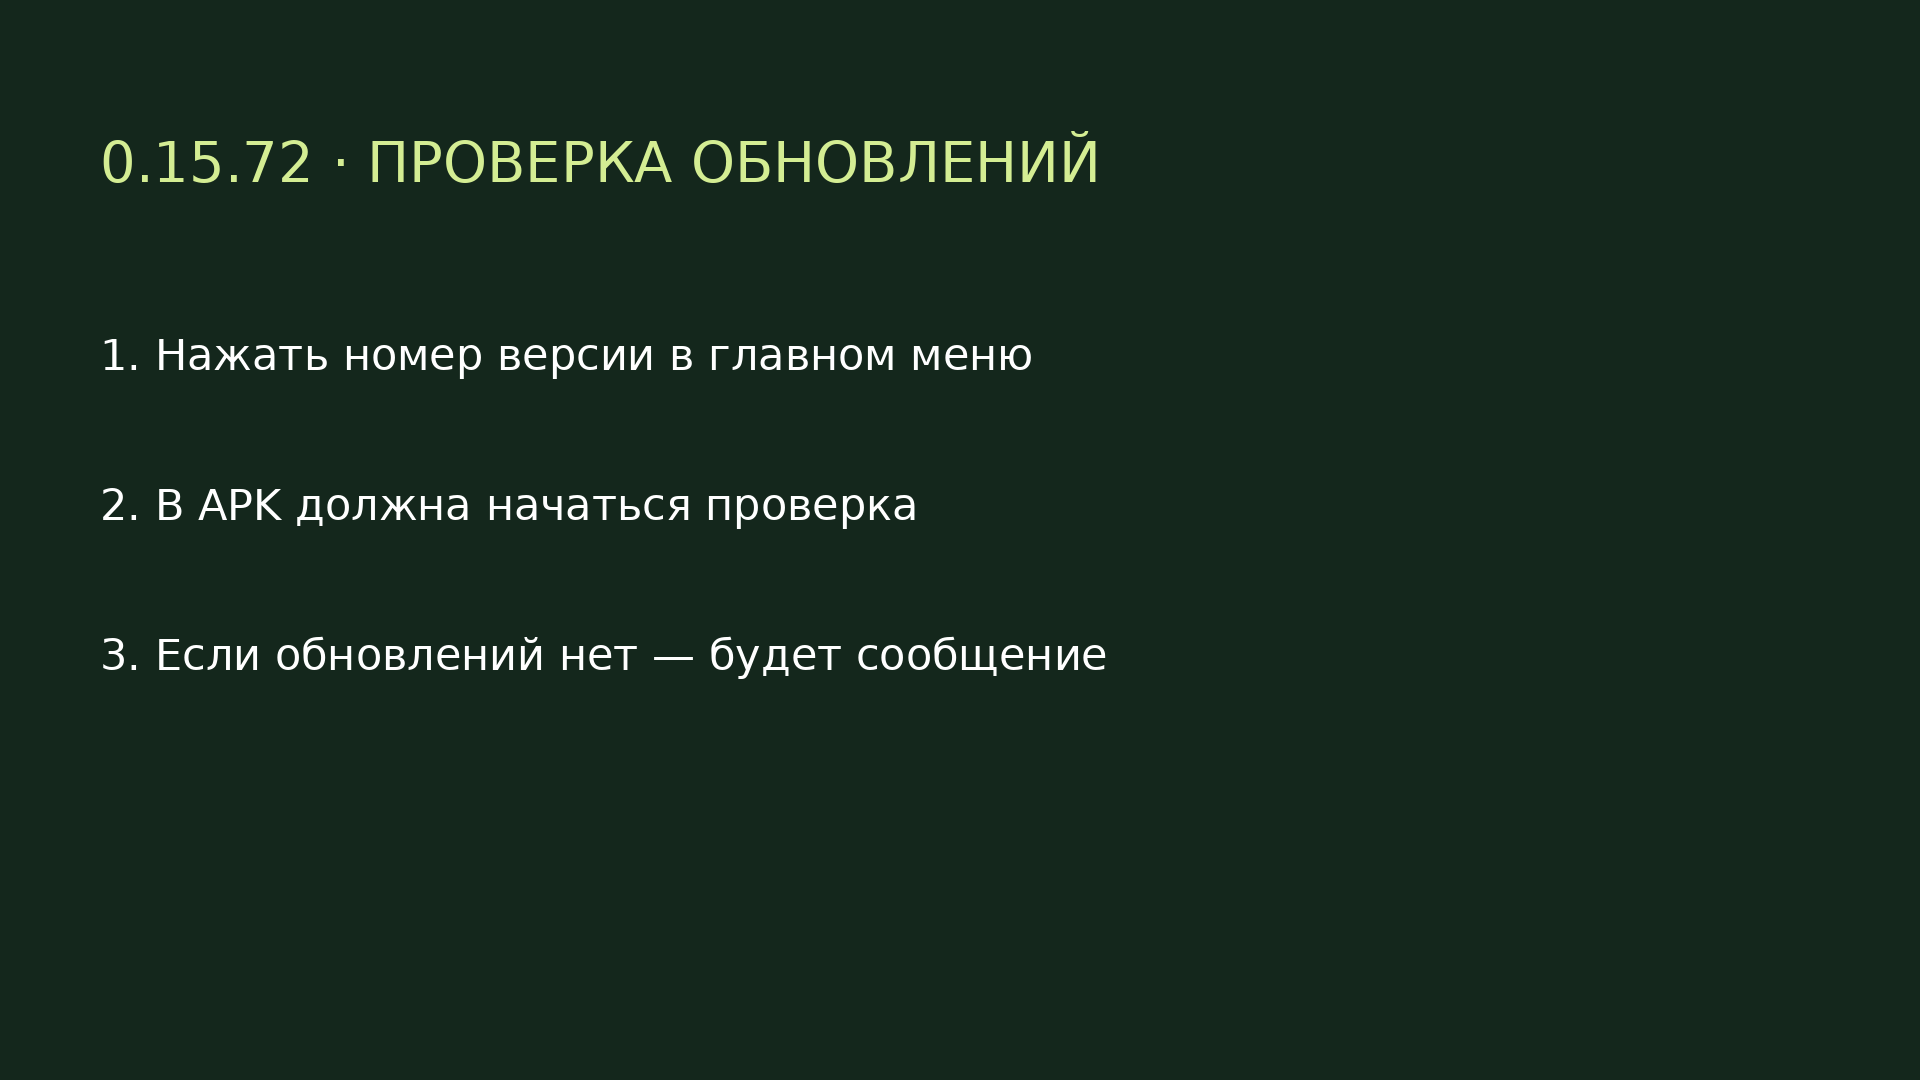 0.15.72 · ПРОВЕРКА ОБНОВЛЕНИЙ
1. Нажать номер версии в главном меню
2. В APK должна начаться проверка
3. Если обновлений нет — будет сообщение